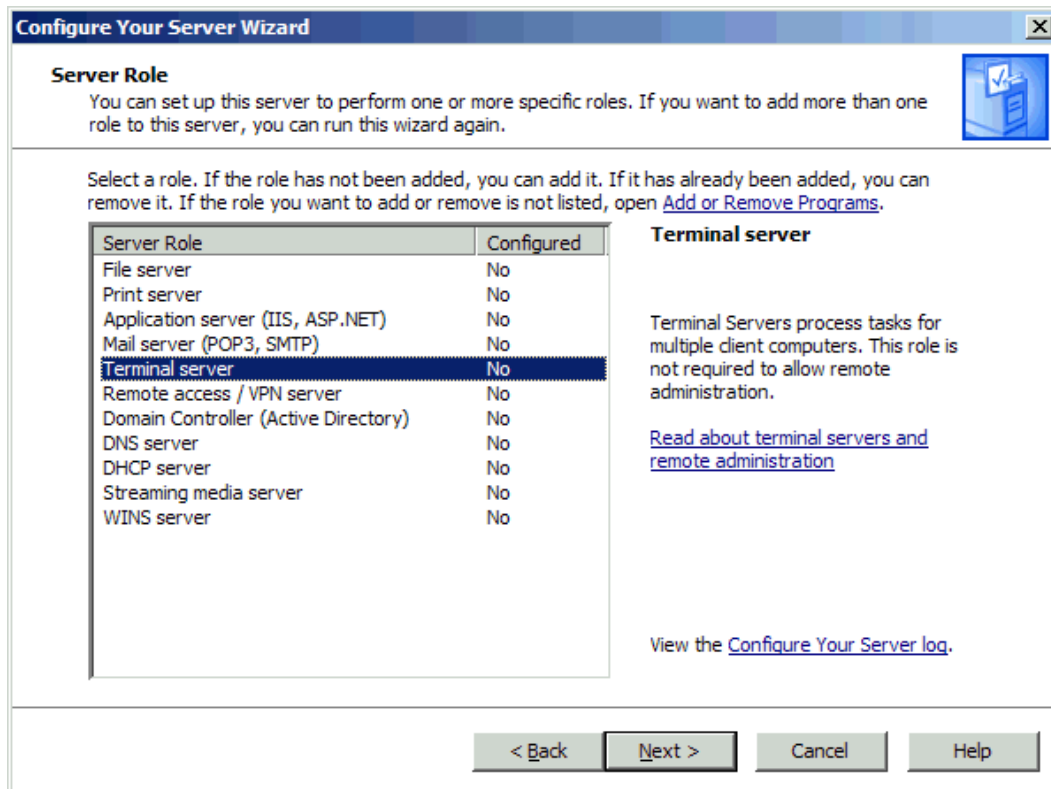 Configure Your Server Wizard
Server Role
You can set up this server to perform one or more specific roles. If you want to add more than one
role to this server, you can run this wizard again.
Select a role. If the role has not been added, you can add it. If it has already been added, you can
remove it. If the role you want to add or remove is not listed, open Add or Remove Programs.
Server Role Configured
File server No
Print server No
Application server (IIS, ASP.NET) No
Mail server (POP3, SMTP) No
Terminal server No
Remote access / VPN server No
Domain Controller (Active Directory) No
DNS server No
DHCP server No
Streaming media server No
WINS server No
Terminal server
Terminal Servers process tasks for
multiple client computers. This role is
not required to allow remote
administration.
Read about terminal servers and
remote administration
View the Configure Your Server log.
< Back Next > Cancel Help